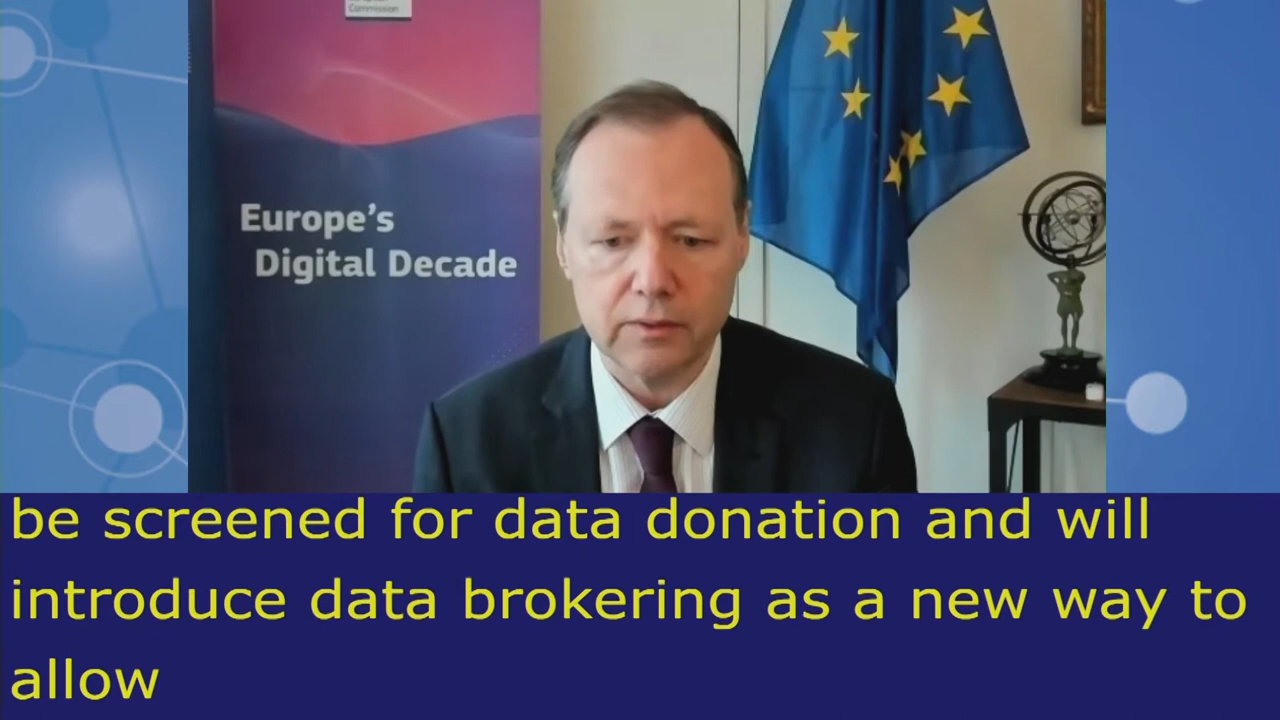 Commission
Europe's
Digital Decade
be screened for data donation and will
introduce data brokering as a new way to
allow